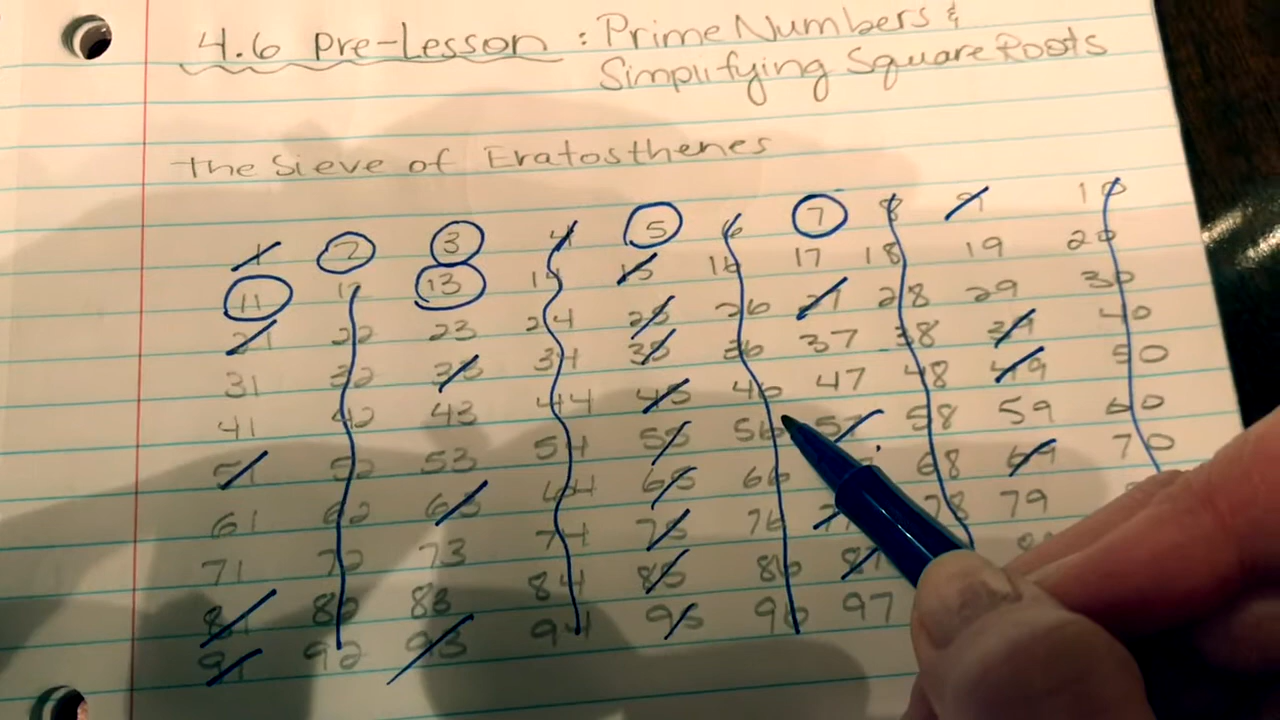 4.6 Pre-Lesson : Prime Numbers &
Simplifying Square Roots
The Sieve of Eratosthenes
1 2 3 4 5 6 7 8 9 10
11 12 13 14 15 16 17 18 19 20
21 22 23 24 25 26 27 28 29 30
31 32 33 34 35 36 37 38 39 40
41 42 43 44 45 46 47 48 49 50
51 52 53 54 55 56 57 58 59 60
61 62 63 64 65 66 68 69 70
71 72 73 74 75 76 77 78 79
81 82 83 84 85 86 87
91 92 93 94 95 96 97